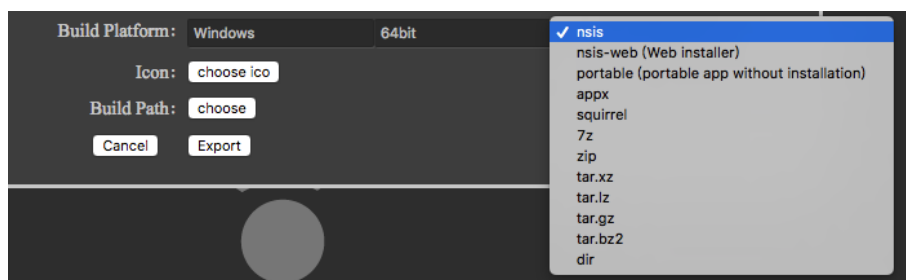 Build Platform: Windows 64bit ✓ nsis
nsis-web (Web installer)
Icon: choose ico
portable (portable app without installation)
appx
Build Path: choose
squirrel
7z
Cancel Export
zip
tar.xz
tar.lz
tar.gz
tar.bz2
dir